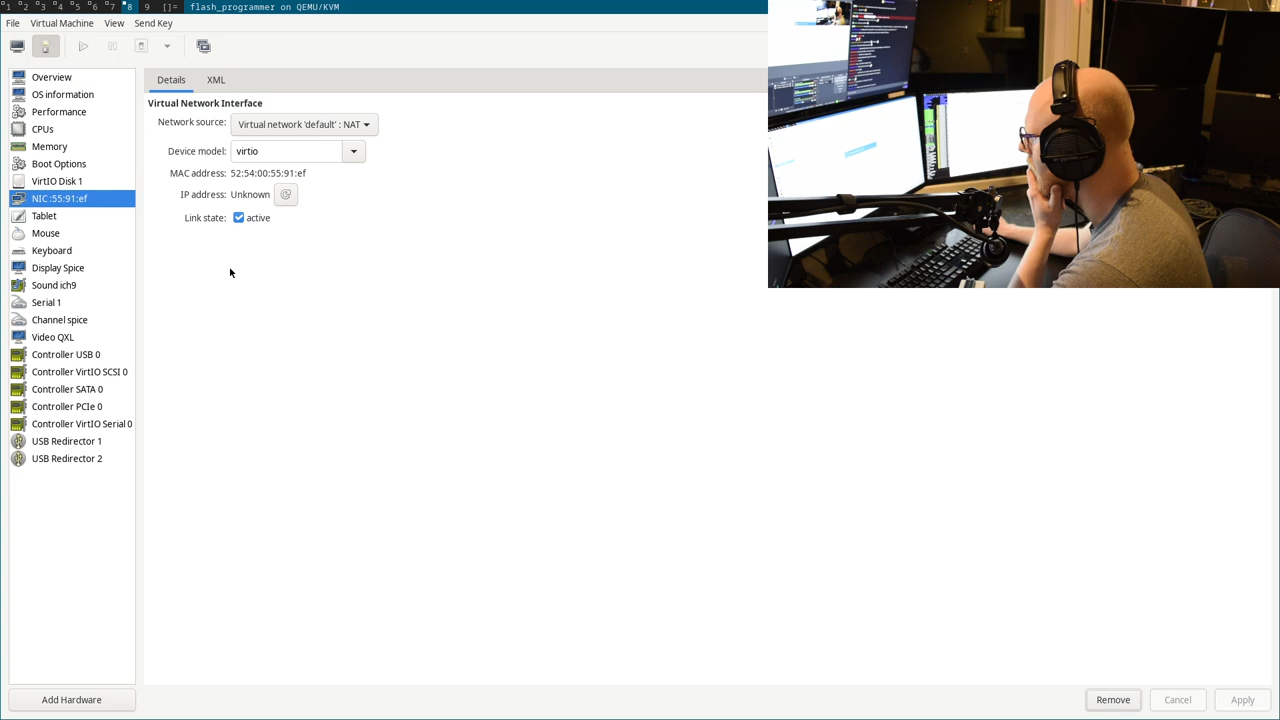 1 2 3 4 5 6 7 8 9 []= flash_programmer on QEMU/KVM
File Virtual Machine View Send Key
Overview
OS information
Performance
CPUs
Memory
Boot Options
VirtIO Disk 1
NIC :55:91:ef
Tablet
Mouse
Keyboard
Display Spice
Sound ich9
Serial 1
Channel spice
Video QXL
Controller USB 0
Controller VirtIO SCSI 0
Controller SATA 0
Controller PCIe 0
Controller VirtIO Serial 0
USB Redirector 1
USB Redirector 2
Add Hardware
Details XML
Virtual Network Interface
Network source: Virtual network 'default' : NAT
Device model: virtio
MAC address: 52:54:00:55:91:ef
IP address: Unknown
Link state: active
Remove Cancel Apply